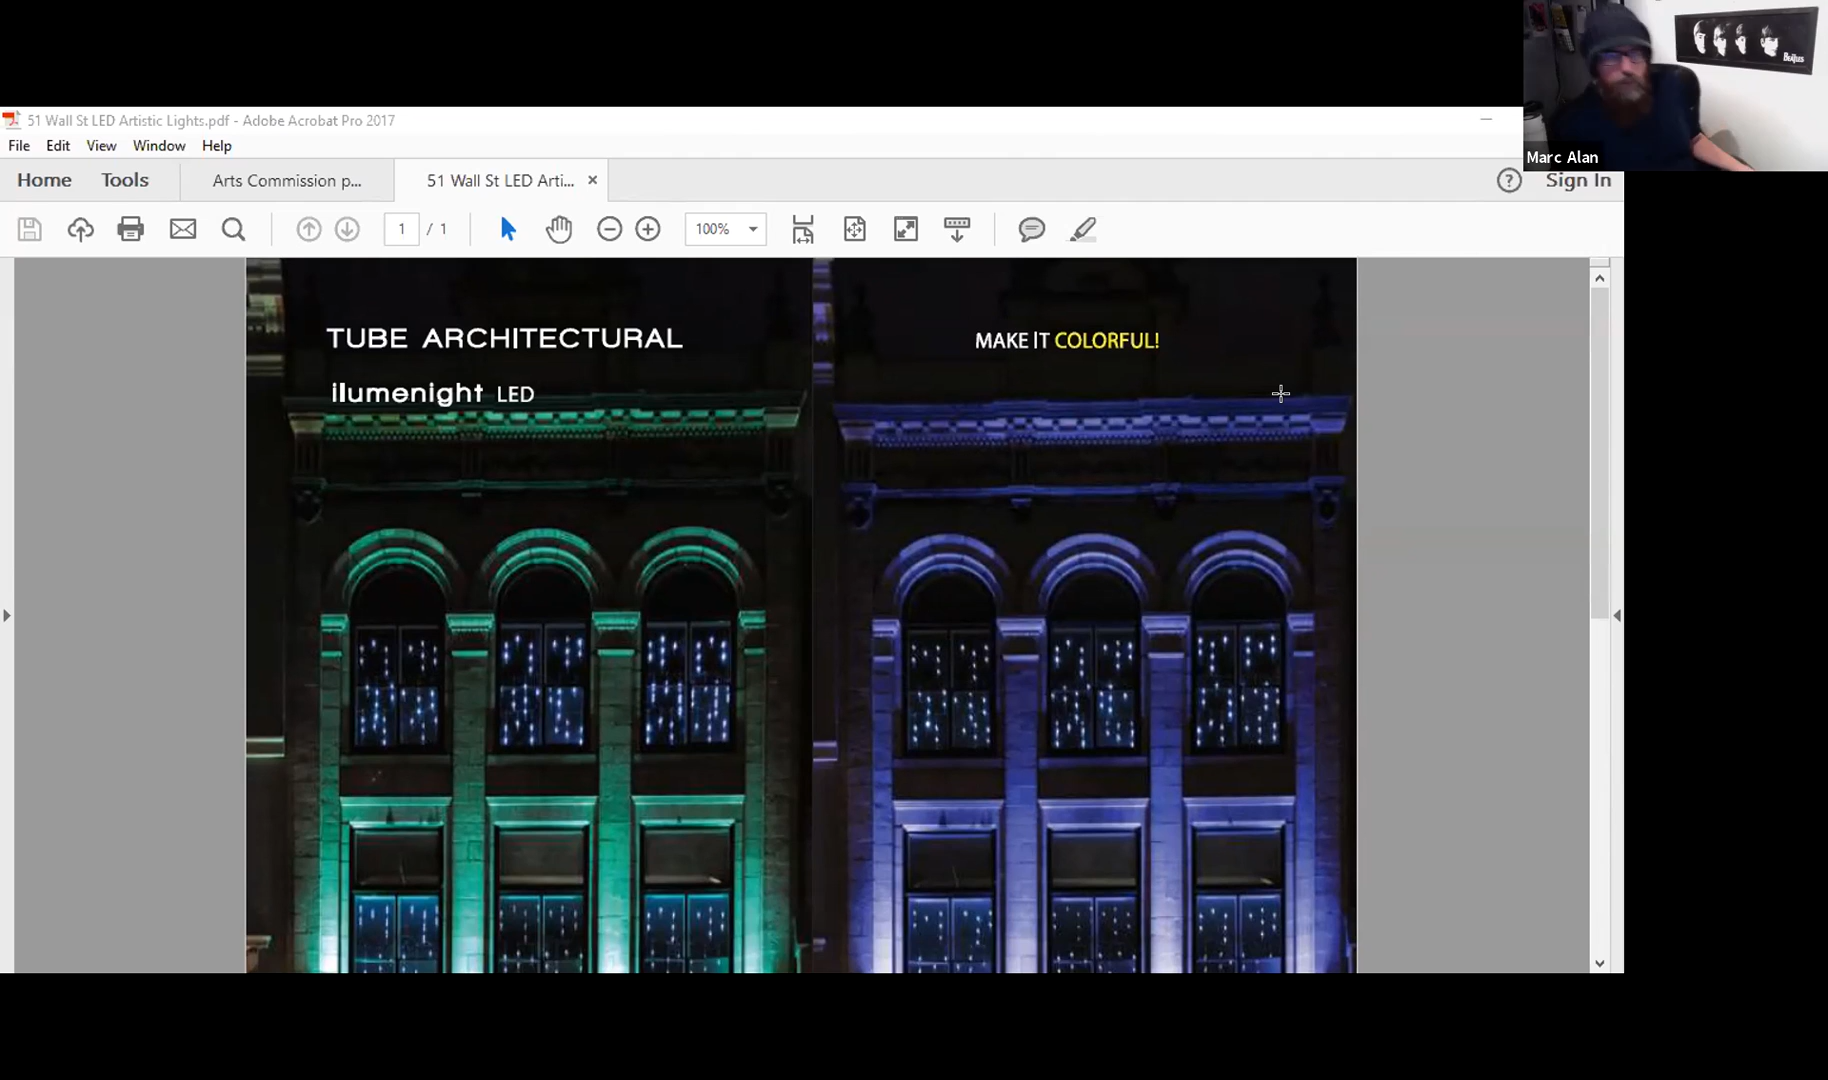 51 Wall St LED Artistic Lights.pdf - Adobe Acrobat Pro 2017
File Edit View Window Help
Home Tools Arts Commission p... 51 Wall St LED Arti... × ? Sign In
1 / 1 100%
TUBE ARCHITECTURAL
MAKE IT COLORFUL!
ilumenight LED
Marc Alan
BEATLES